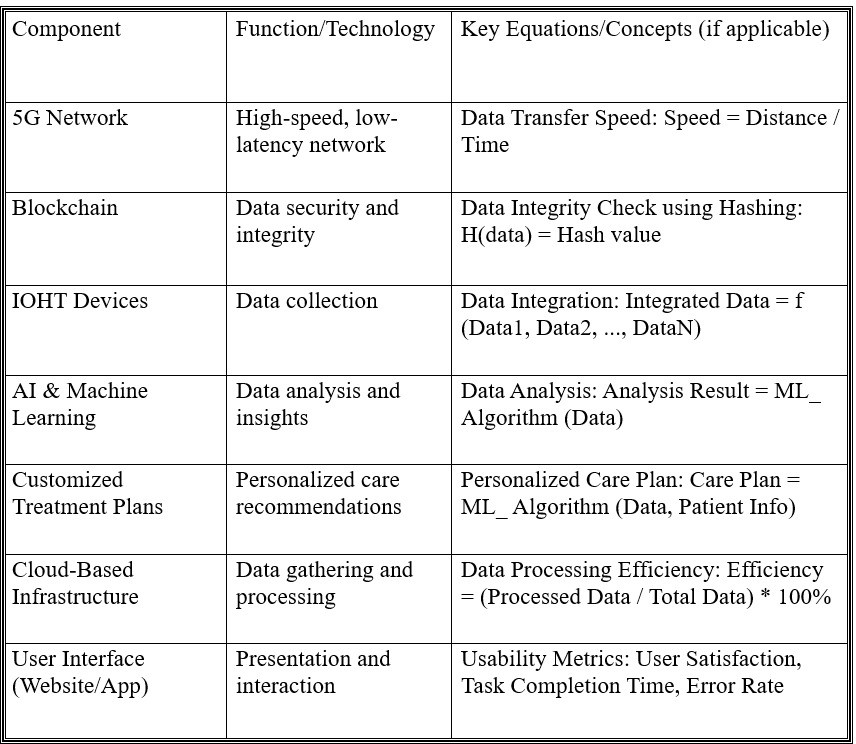 Component
Function/Technology
Key Equations/Concepts (if applicable)
5G Network
High-speed, low-
latency network
Data Transfer Speed: Speed = Distance /
Time
Blockchain
Data security and
integrity
Data Integrity Check using Hashing:
H(data) = Hash value
IOHT Devices
Data collection
Data Integration: Integrated Data = f
(Data1, Data2, ..., DataN)
AI & Machine
Learning
Data analysis and
insights
Data Analysis: Analysis Result = ML_
Algorithm (Data)
Customized
Treatment Plans
Personalized care
recommendations
Personalized Care Plan: Care Plan =
ML_ Algorithm (Data, Patient Info)
Cloud-Based
Infrastructure
Data gathering and
processing
Data Processing Efficiency: Efficiency
= (Processed Data / Total Data) * 100%
User Interface
(Website/App)
Presentation and
interaction
Usability Metrics: User Satisfaction,
Task Completion Time, Error Rate